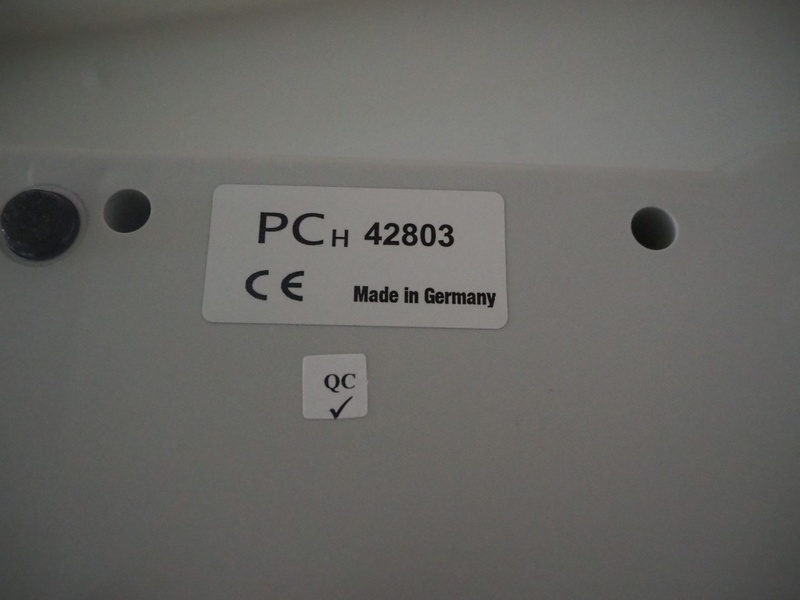 PCH 42803
CE Made in Germany
QC
✓